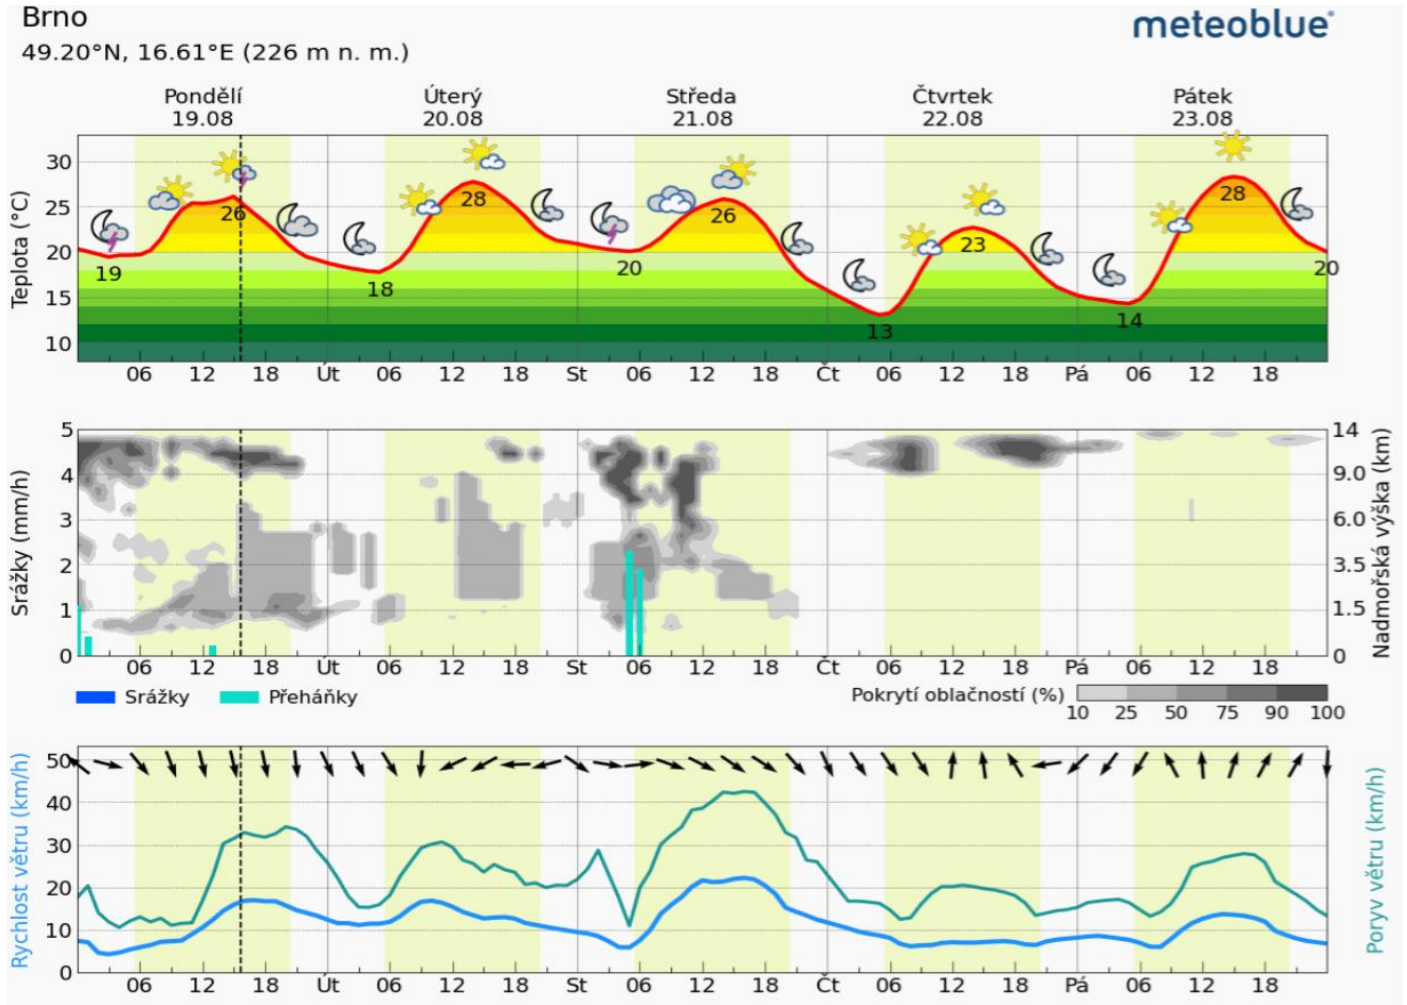 Brno
meteoblue
49.20°N, 16.61°E (226 m n. m.)
Pondělí Úterý Středa Čtvrtek Pátek
19.08 20.08 21.08 22.08 23.08
Teplota (°C)
30
25
20
15
10
26 28 26 23 28
19 18 20 13 14 20
06 12 18 Út 06 12 18 St 06 12 18 Čt 06 12 18 Pá 06 12 18
Srážky (mm/h)
5
4
3
2
1
0
14
9.0
6.0
3.5
1.5
0
Nadmořská výška (km)
06 12 18 Út 06 12 18 St 06 12 18 Čt 06 12 18 Pá 06 12 18
Srážky Přeháňky
Pokrytí oblačností (%)
10 25 50 75 90 100
Rychlost větru (km/h)
50
40
30
20
10
0
Poryv větru (km/h)
06 12 18 Út 06 12 18 St 06 12 18 Čt 06 12 18 Pá 06 12 18